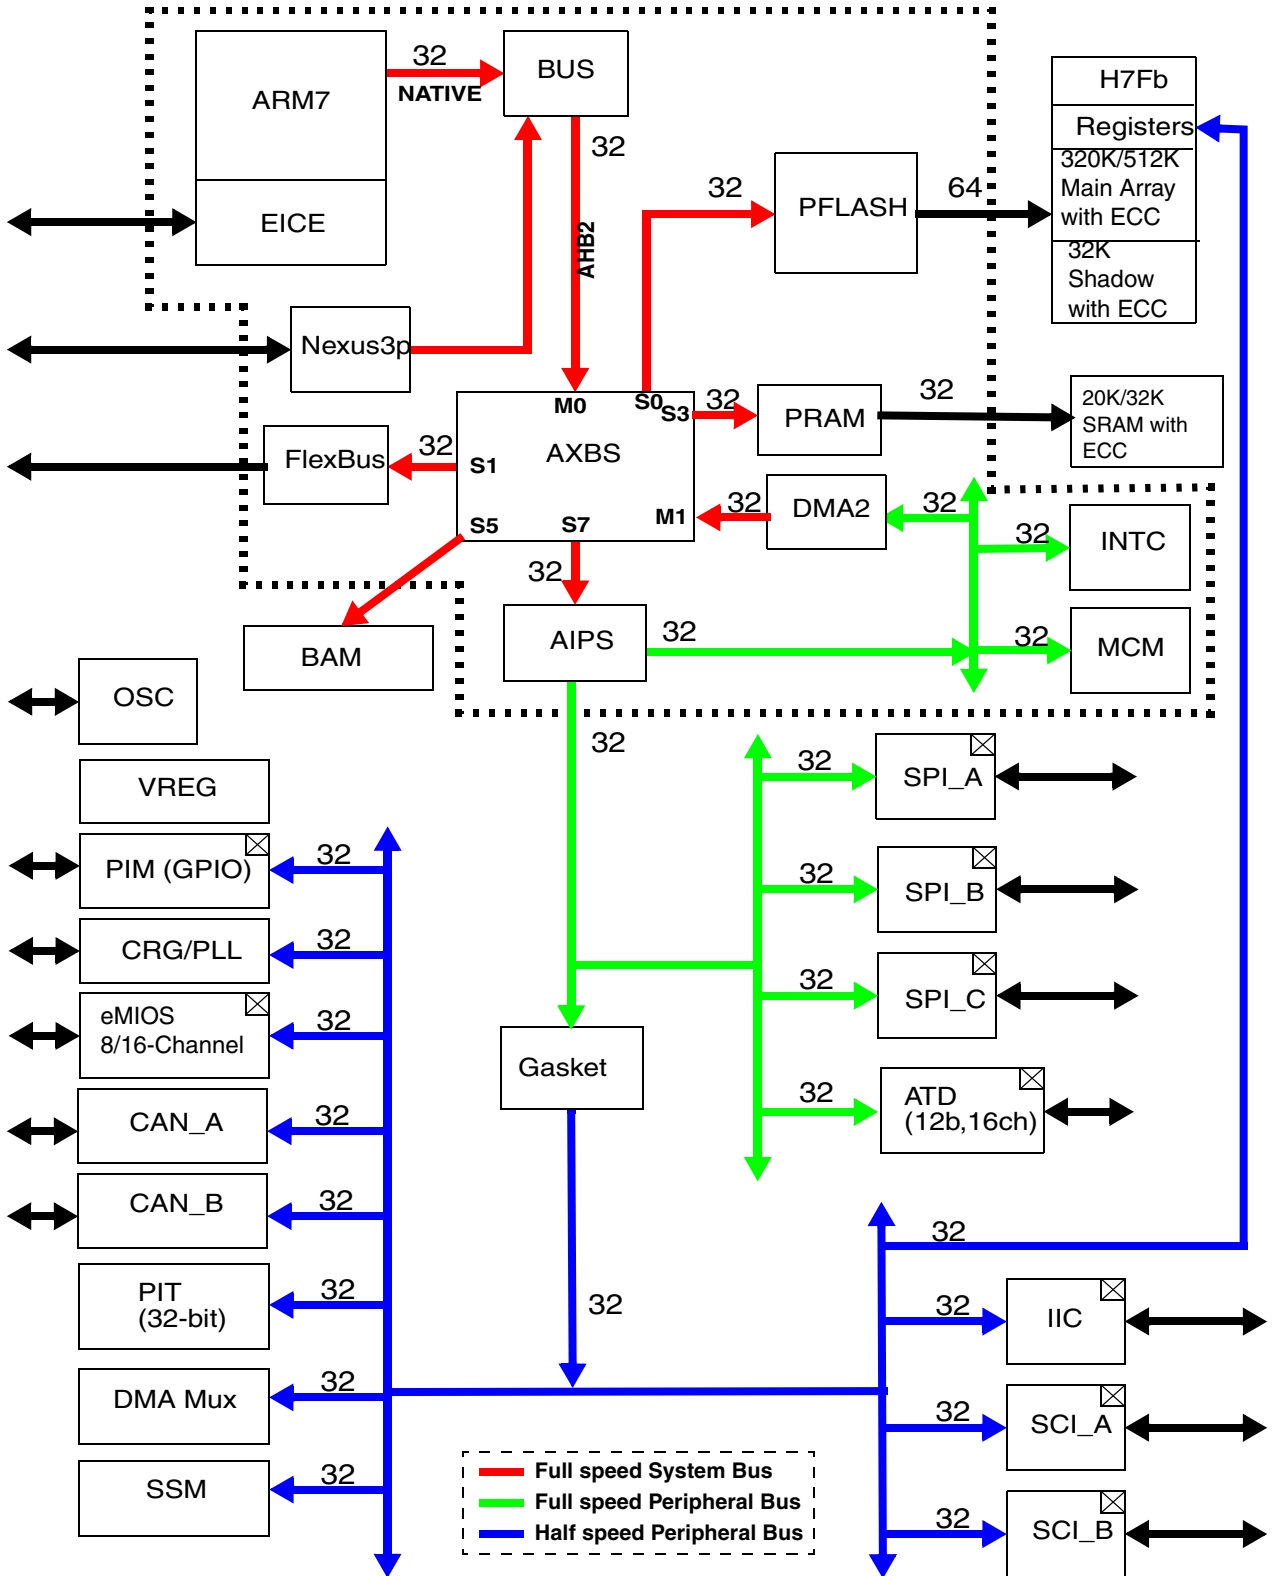 ARM7
32
NATIVE
BUS
32
AHB2
EICE
Nexus3p
32
PFLASH
64
H7Fb
Registers
320K/512K
Main Array
with ECC
32K
Shadow
with ECC
M0
S0
S3
32
PRAM
32
20K/32K
SRAM with
ECC
FlexBus
32
S1
AXBS
M1
32
DMA2
32
S5
S7
32
INTC
32
BAM
32
AIPS
32
MCM
OSC
32
VREG
32
SPI_A
PIM (GPIO)
32
32
SPI_B
CRG/PLL
32
32
SPI_C
eMIOS
8/16-Channel
32
Gasket
32
ATD
(12b,16ch)
CAN_A
32
CAN_B
32
32
PIT
(32-bit)
32
32
32
IIC
DMA Mux
32
32
SCI_A
SSM
32
32
SCI_B
Full speed System Bus
Full speed Peripheral Bus
Half speed Peripheral Bus